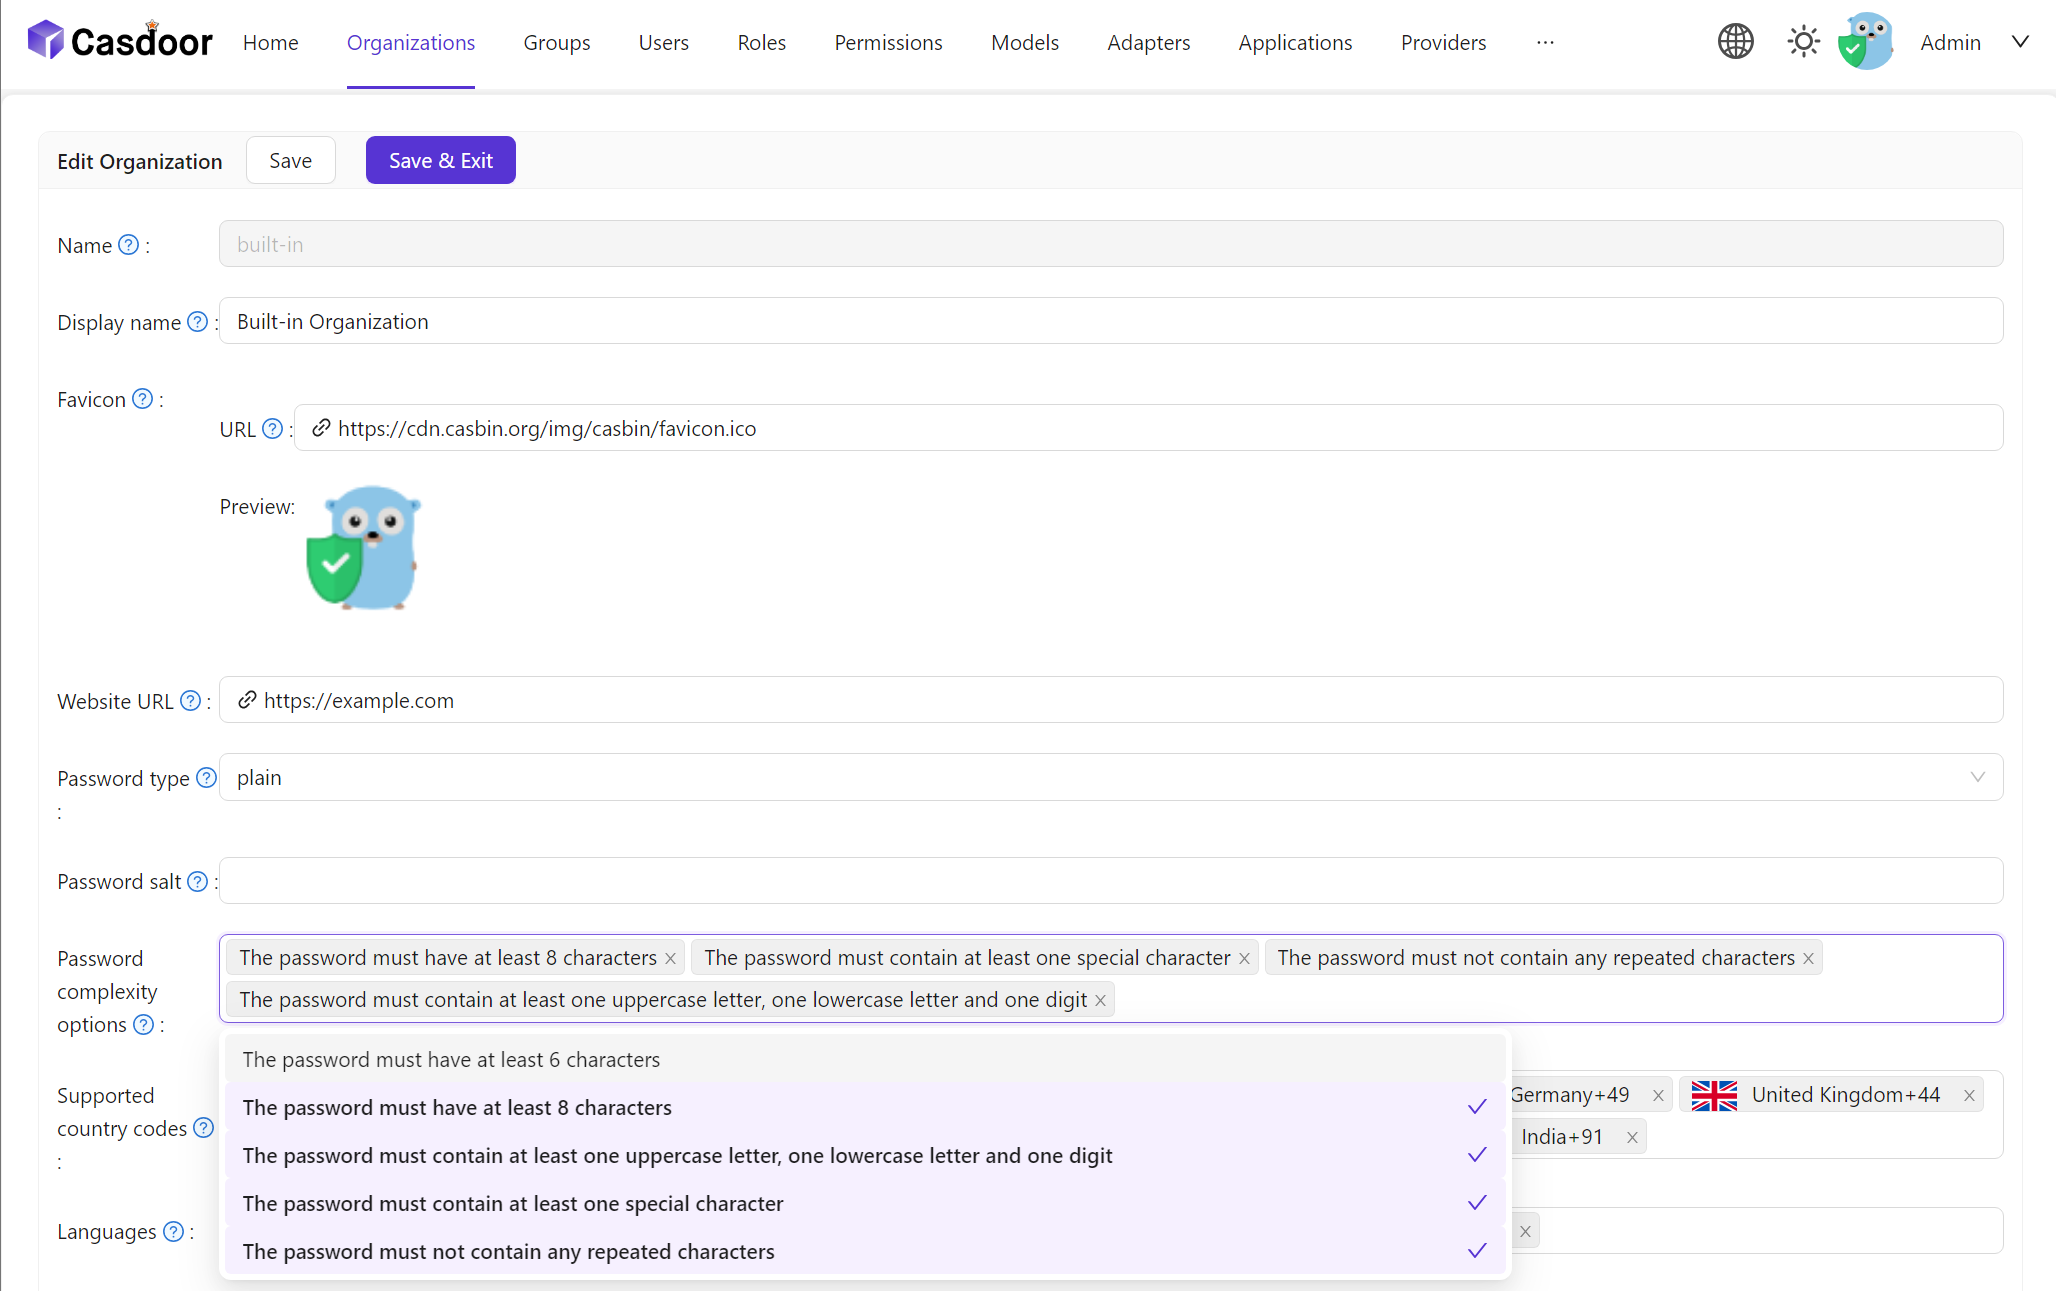 Casdoor Home Organizations Groups Users Roles Permissions Models Adapters Applications Providers ··· Admin
Edit Organization Save Save & Exit
Name ? : built-in
Display name ? : Built-in Organization
Favicon ? :
URL ? : https://cdn.casbin.org/img/casbin/favicon.ico
Preview:
Website URL ? : https://example.com
Password type ? : plain
Password salt ? :
Password complexity options ? :
The password must have at least 8 characters × The password must contain at least one special character × The password must not contain any repeated characters ×
The password must contain at least one uppercase letter, one lowercase letter and one digit ×
The password must have at least 6 characters
The password must have at least 8 characters
The password must contain at least one uppercase letter, one lowercase letter and one digit
The password must contain at least one special character
The password must not contain any repeated characters
Supported country codes ? :
Germany+49 × United Kingdom+44 ×
India+91 ×
Languages ? : ×